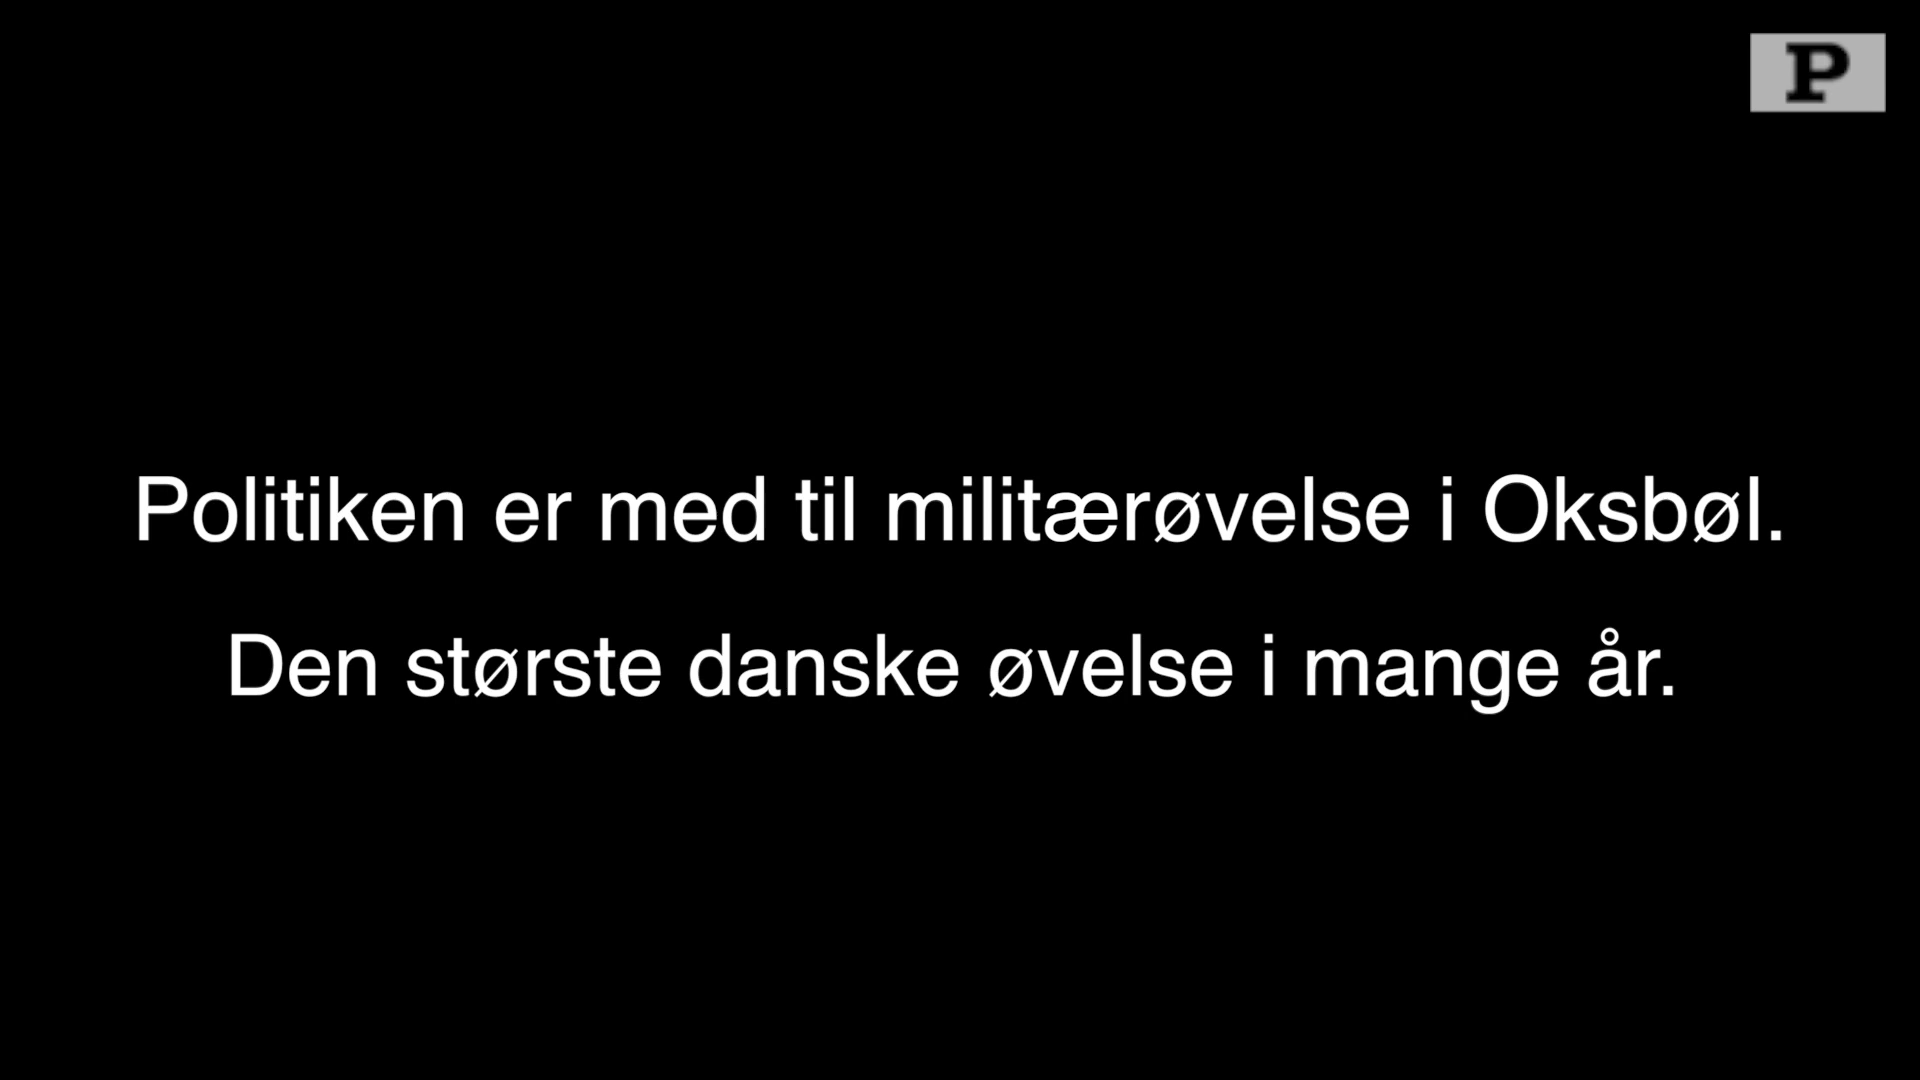 P
Politiken er med til militærøvelse i Oksbøl.
Den største danske øvelse i mange år.